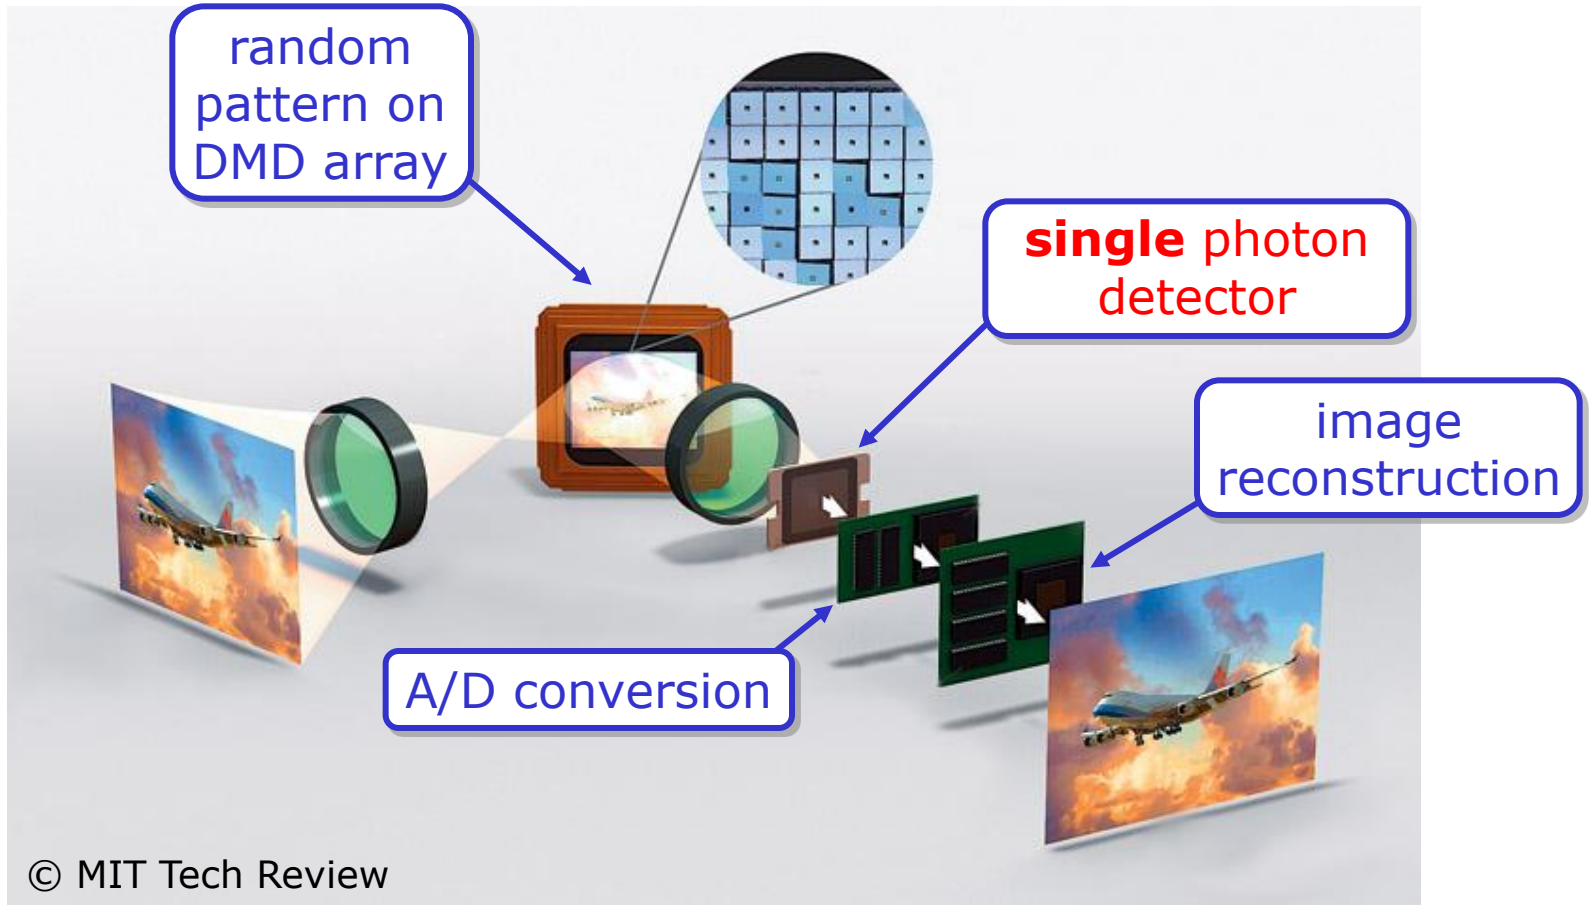 random
pattern on
DMD array
single photon
detector
image
reconstruction
A/D conversion
© MIT Tech Review